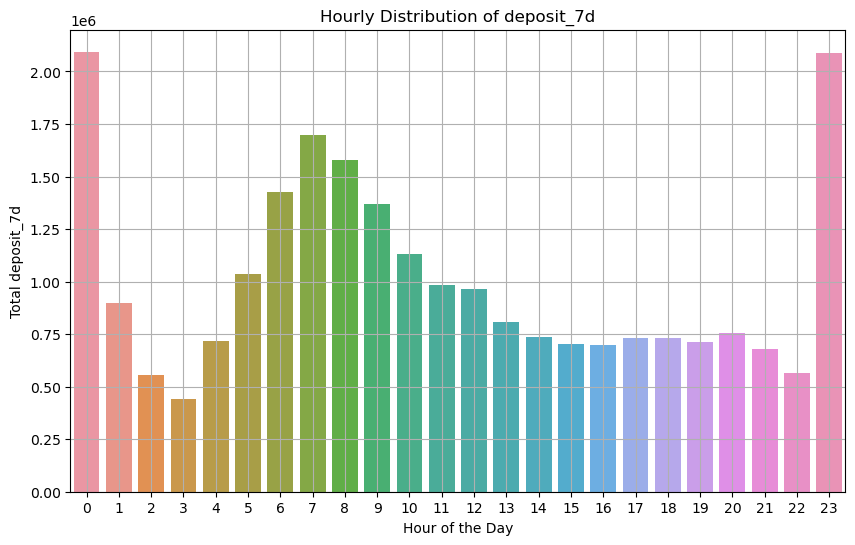 Hourly Distribution of deposit_7d
1e6
2.00
1.75
1.50
1.25
1.00
0.75
0.50
0.25
0.00
Total deposit_7d
0 1 2 3 4 5 6 7 8 9 10 11 12 13 14 15 16 17 18 19 20 21 22 23
Hour of the Day